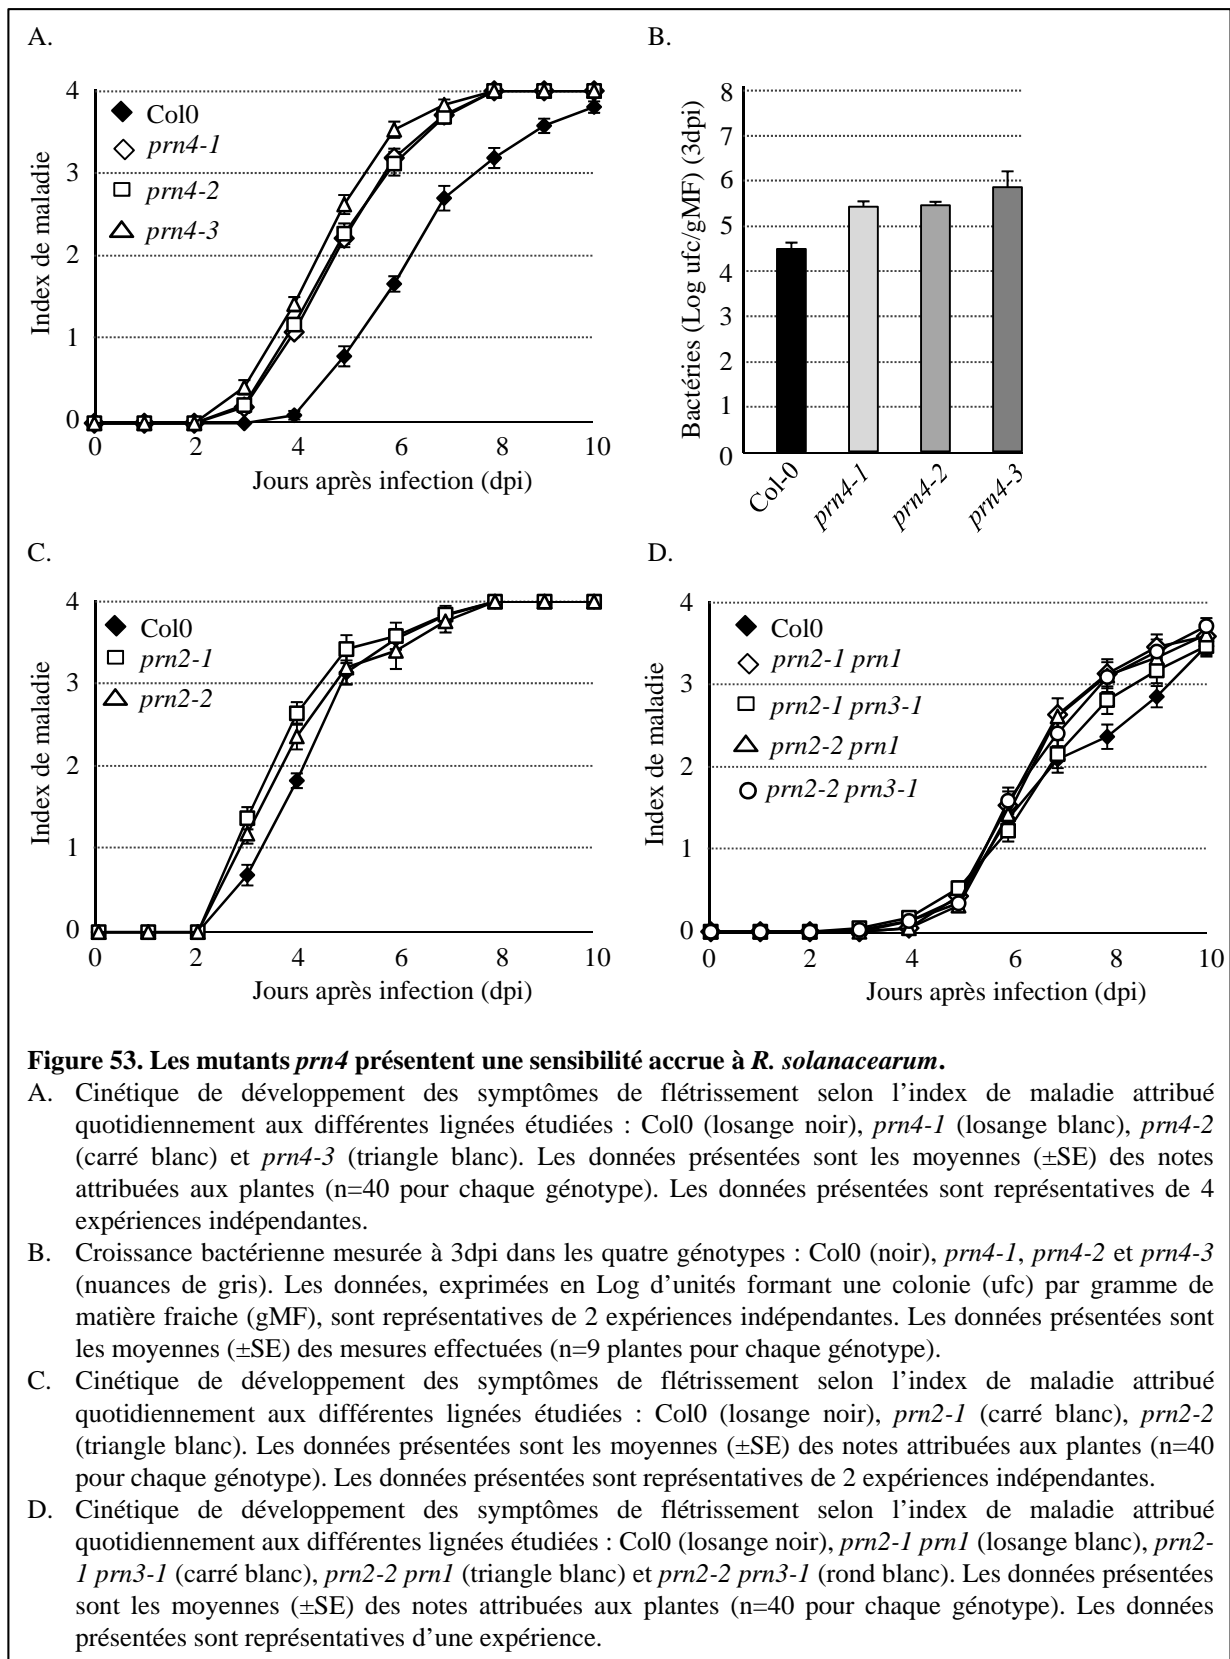 A.
4
3
2
1
0
Index de maladie
Col0
prn4-1
prn4-2
prn4-3
0 2 4 6 8 10
Jours après infection (dpi)
B.
8
7
6
5
4
3
2
1
0
Bactéries (Log ufc/gMF) (3dpi)
Col-0
prn4-1
prn4-2
prn4-3
C.
4
3
2
1
0
Index de maladie
Col0
prn2-1
prn2-2
0 2 4 6 8 10
Jours après infection (dpi)
D.
4
3
2
1
0
Index de maladie
Col0
prn2-1 prn1
prn2-1 prn3-1
prn2-2 prn1
prn2-2 prn3-1
0 2 4 6 8 10
Jours après infection (dpi)
Figure 53. Les mutants prn4 présentent une sensibilité accrue à R. solanacearum.
A. Cinétique de développement des symptômes de flétrissement selon l’index de maladie attribué
quotidiennement aux différentes lignées étudiées : Col0 (losange noir), prn4-1 (losange blanc), prn4-2
(carré blanc) et prn4-3 (triangle blanc). Les données présentées sont les moyennes (±SE) des notes
attribuées aux plantes (n=40 pour chaque génotype). Les données présentées sont représentatives de 4
expériences indépendantes.
B. Croissance bactérienne mesurée à 3dpi dans les quatre génotypes : Col0 (noir), prn4-1, prn4-2 et prn4-3
(nuances de gris). Les données, exprimées en Log d’unités formant une colonie (ufc) par gramme de
matière fraiche (gMF), sont représentatives de 2 expériences indépendantes. Les données présentées sont
les moyennes (±SE) des mesures effectuées (n=9 plantes pour chaque génotype).
C. Cinétique de développement des symptômes de flétrissement selon l’index de maladie attribué
quotidiennement aux différentes lignées étudiées : Col0 (losange noir), prn2-1 (carré blanc), prn2-2
(triangle blanc). Les données présentées sont les moyennes (±SE) des notes attribuées aux plantes (n=40
pour chaque génotype). Les données présentées sont représentatives de 2 expériences indépendantes.
D. Cinétique de développement des symptômes de flétrissement selon l’index de maladie attribué
quotidiennement aux différentes lignées étudiées : Col0 (losange noir), prn2-1 prn1 (losange blanc), prn2-
1 prn3-1 (carré blanc), prn2-2 prn1 (triangle blanc) et prn2-2 prn3-1 (rond blanc). Les données présentées
sont les moyennes (±SE) des notes attribuées aux plantes (n=40 pour chaque génotype). Les données
présentées sont représentatives d’une expérience.